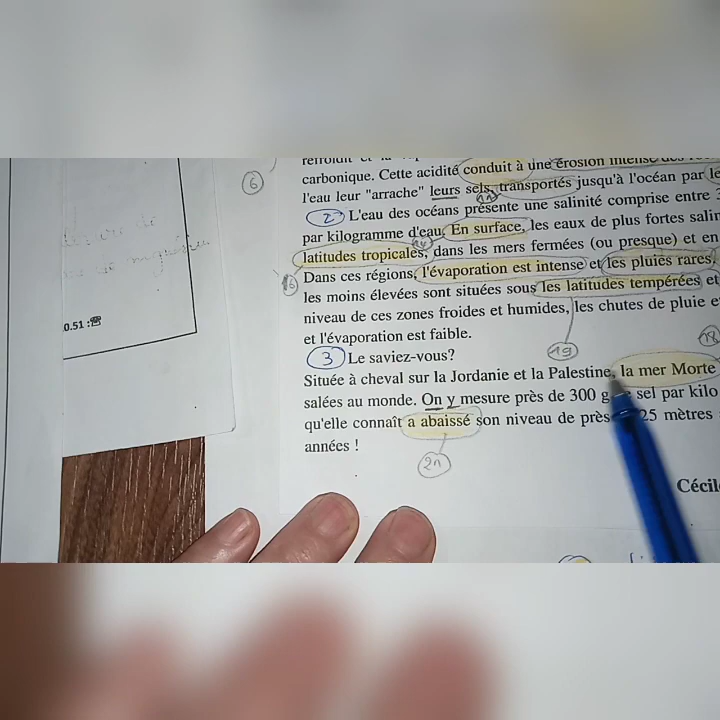 carbonique. Cette acidité conduit à une érosion intense des
6
l'eau leur "arrache" leurs sels, transportés jusqu'à l'océan par le
2 L'eau des océans présente une salinité comprise entre 3
par kilogramme d'eau. En surface, les eaux de plus fortes salin
latitudes tropicales, dans les mers fermées (ou presque) et en
16
Dans ces régions, l'évaporation est intense et les pluies rares.
les moins élevées sont situées sous les latitudes tempérées et
niveau de ces zones froides et humides, les chutes de pluie e
et l'évaporation est faible.
18
19
3 Le saviez-vous?
Située à cheval sur la Jordanie et la Palestine, la mer Morte
salées au monde. On y mesure près de 300 g sel par kilo
qu'elle connaît a abaissé son niveau de près 25 mètres
années !
21
Cécil
0.51 :☎